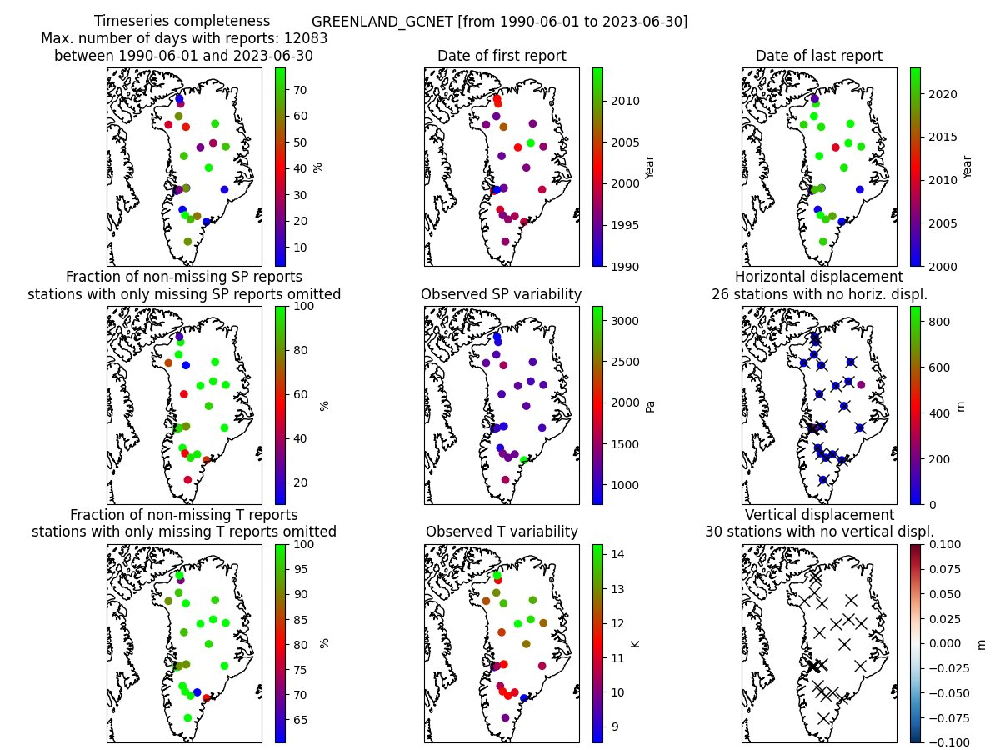 GREENLAND_GCNET [from 1990-06-01 to 2023-06-30]
Timeseries completeness
Max. number of days with reports: 12083
between 1990-06-01 and 2023-06-30
70
60
50
40
30
20
10
%
Date of first report
2010
2005
2000
1995
1990
Year
Date of last report
2020
2015
2010
2005
2000
Year
Fraction of non-missing SP reports
stations with only missing SP reports omitted
100
80
60
40
20
%
Observed SP variability
3000
2500
2000
1500
1000
Pa
Horizontal displacement
26 stations with no horiz. displ.
800
600
400
200
0
m
Fraction of non-missing T reports
stations with only missing T reports omitted
100
95
90
85
80
75
70
65
%
Observed T variability
14
13
12
11
10
9
K
Vertical displacement
30 stations with no vertical displ.
0.100
0.075
0.050
0.025
0.000
−0.025
−0.050
−0.075
−0.100
m